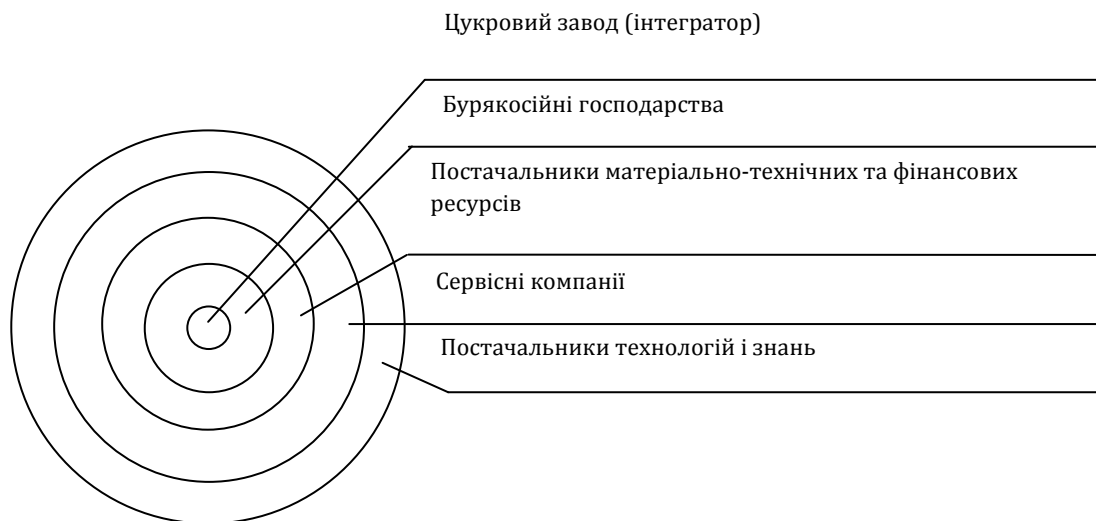 Цукровий завод (інтегратор)
Бурякосійні господарства
Постачальники матеріально-технічних та фінансових
ресурсів
Сервісні компанії
Постачальники технологій і знань